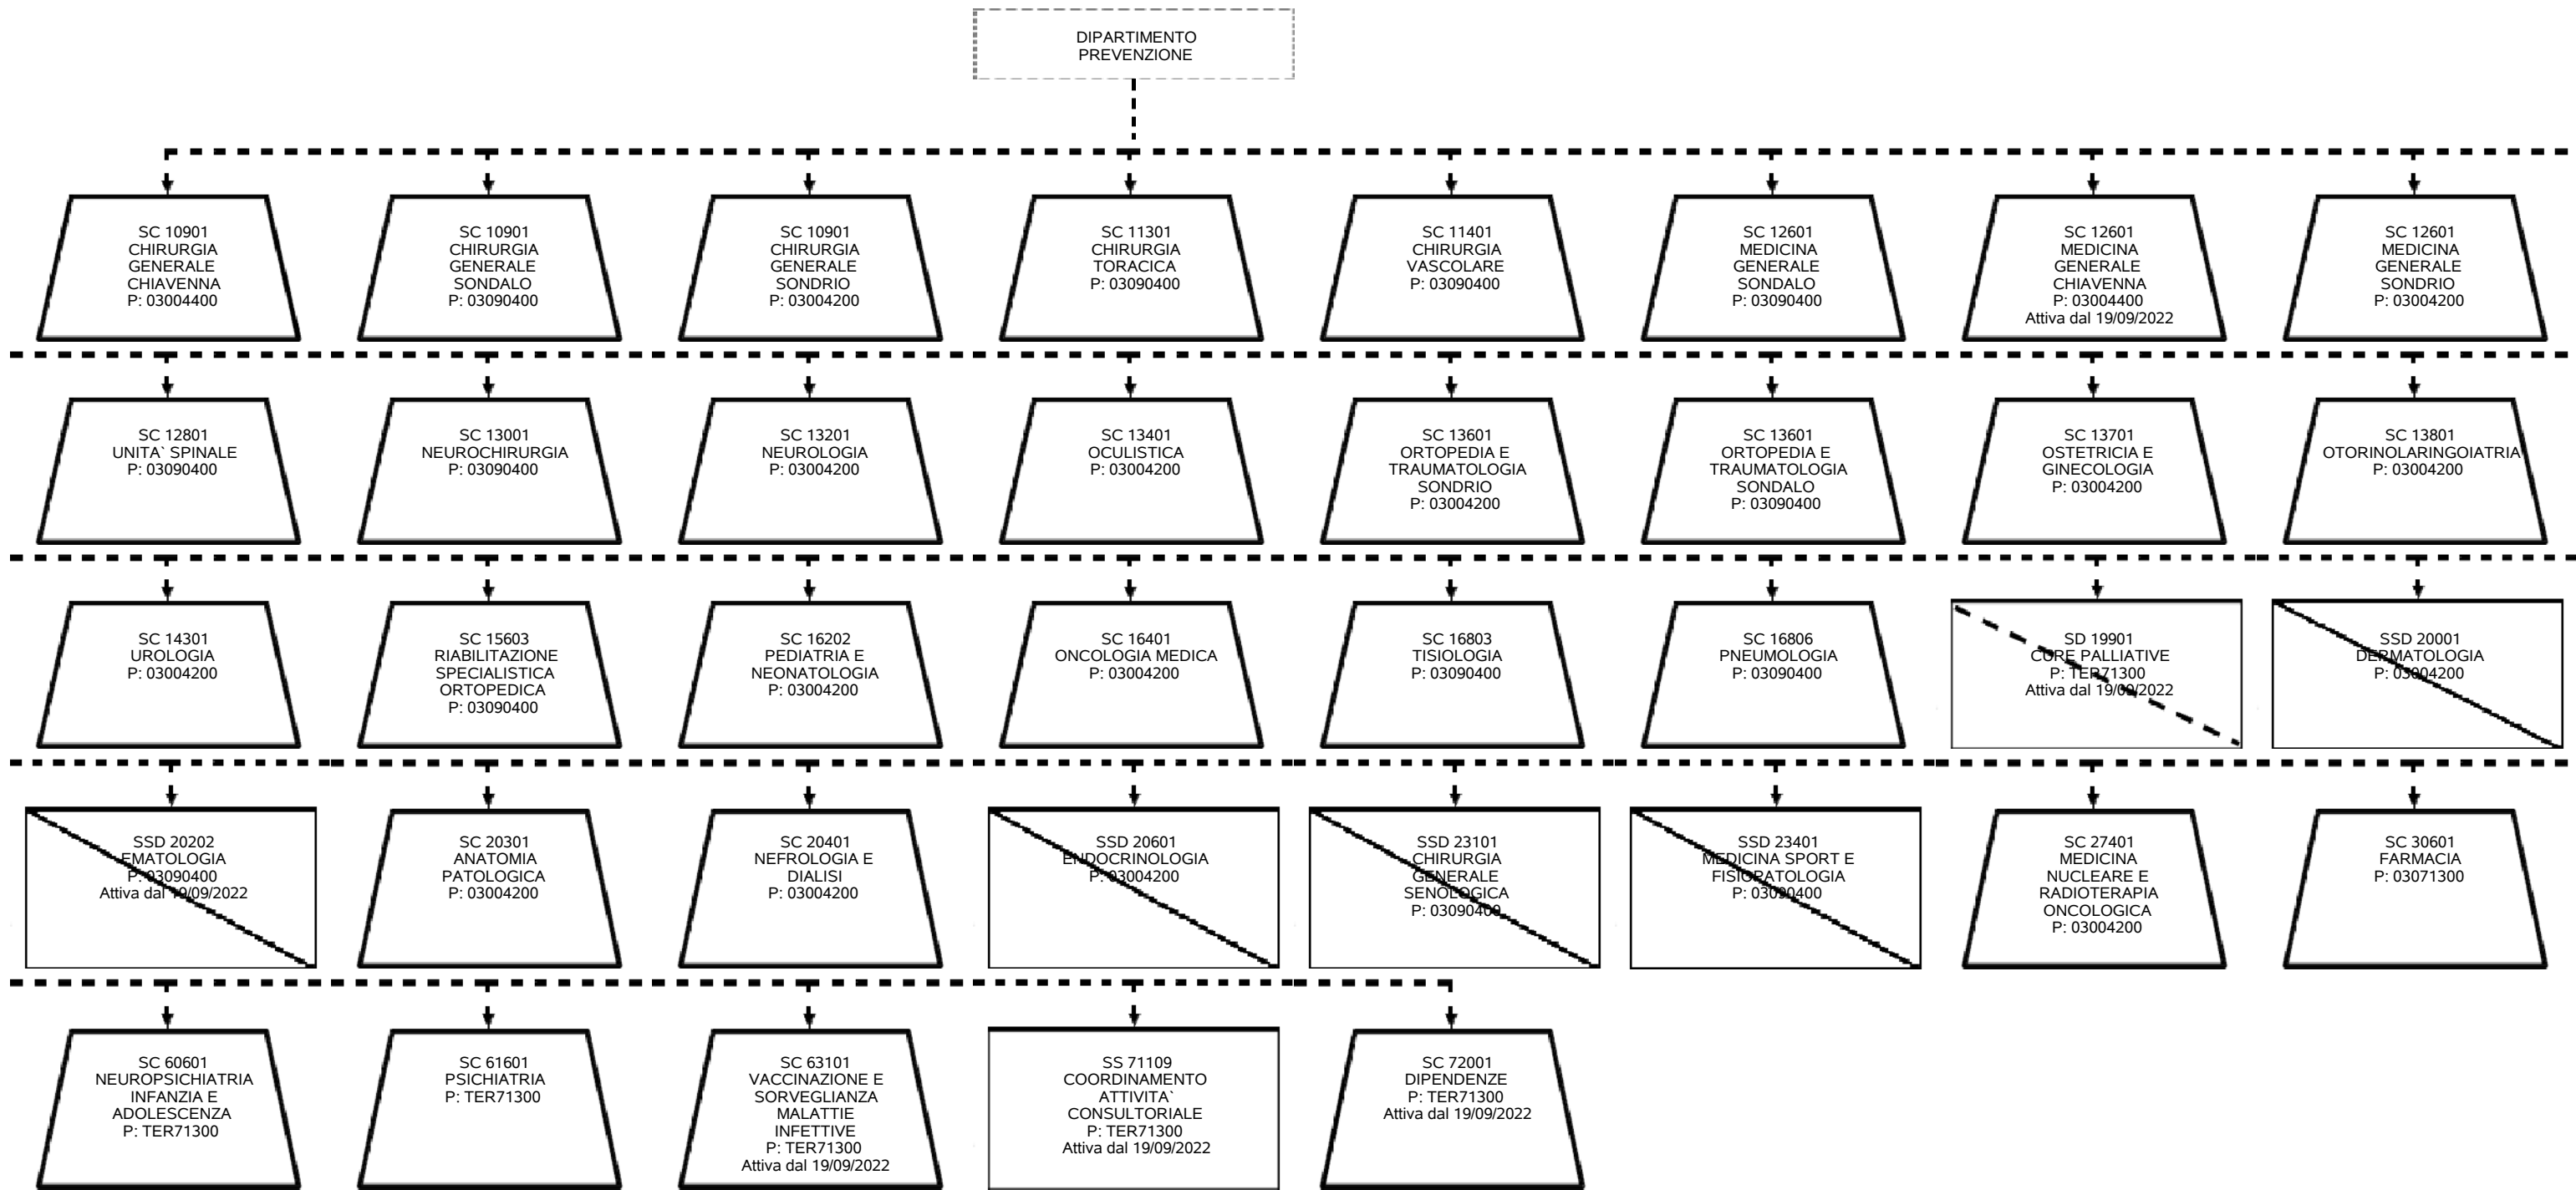 DIPARTIMENTO
PREVENZIONE
SC 10901
CHIRURGIA
GENERALE
CHIAVENNA
P: 03004400
SC 10901
CHIRURGIA
GENERALE
SONDALO
P: 03090400
SC 10901
CHIRURGIA
GENERALE
SONDRIO
P: 03004200
SC 11301
CHIRURGIA
TORACICA
P: 03090400
SC 11401
CHIRURGIA
VASCOLARE
P: 03090400
SC 12601
MEDICINA
GENERALE
SONDALO
P: 03090400
SC 12601
MEDICINA
GENERALE
CHIAVENNA
P: 03004400
Attiva dal 19/09/2022
SC 12601
MEDICINA
GENERALE
SONDRIO
P: 03004200
SC 12801
UNITA` SPINALE
P: 03090400
SC 13001
NEUROCHIRURGIA
P: 03090400
SC 13201
NEUROLOGIA
P: 03004200
SC 13401
OCULISTICA
P: 03004200
SC 13601
ORTOPEDIA E
TRAUMATOLOGIA
SONDRIO
P: 03004200
SC 13601
ORTOPEDIA E
TRAUMATOLOGIA
SONDALO
P: 03090400
SC 13701
OSTETRICIA E
GINECOLOGIA
P: 03004200
SC 13801
OTORINOLARINGOIATRIA
P: 03004200
SC 14301
UROLOGIA
P: 03004200
SC 15603
RIABILITAZIONE
SPECIALISTICA
ORTOPEDICA
P: 03090400
SC 16202
PEDIATRIA E
NEONATOLOGIA
P: 03004200
SC 16401
ONCOLOGIA MEDICA
P: 03004200
SC 16803
TISIOLOGIA
P: 03090400
SC 16806
PNEUMOLOGIA
P: 03090400
SD 19901
CURE PALLIATIVE
P: TER71300
Attiva dal 19/09/2022
SSD 20001
DERMATOLOGIA
P: 03004200
SSD 20202
EMATOLOGIA
P: 03090400
Attiva dal 19/09/2022
SC 20301
ANATOMIA
PATOLOGICA
P: 03004200
SC 20401
NEFROLOGIA E
DIALISI
P: 03004200
SSD 20601
ENDOCRINOLOGIA
P: 03004200
SSD 23101
CHIRURGIA
GENERALE
SENOLOGICA
P: 03090400
SSD 23401
MEDICINA SPORT E
FISIOPATOLOGIA
P: 03090400
SC 27401
MEDICINA
NUCLEARE E
RADIOTERAPIA
ONCOLOGICA
P: 03004200
SC 30601
FARMACIA
P: 03071300
SC 60601
NEUROPSICHIATRIA
INFANZIA E
ADOLESCENZA
P: TER71300
SC 61601
PSICHIATRIA
P: TER71300
SC 63101
VACCINAZIONE E
SORVEGLIANZA
MALATTIE
INFETTIVE
P: TER71300
Attiva dal 19/09/2022
SS 71109
COORDINAMENTO
ATTIVITA`
CONSULTORIALE
P: TER71300
Attiva dal 19/09/2022
SC 72001
DIPENDENZE
P: TER71300
Attiva dal 19/09/2022